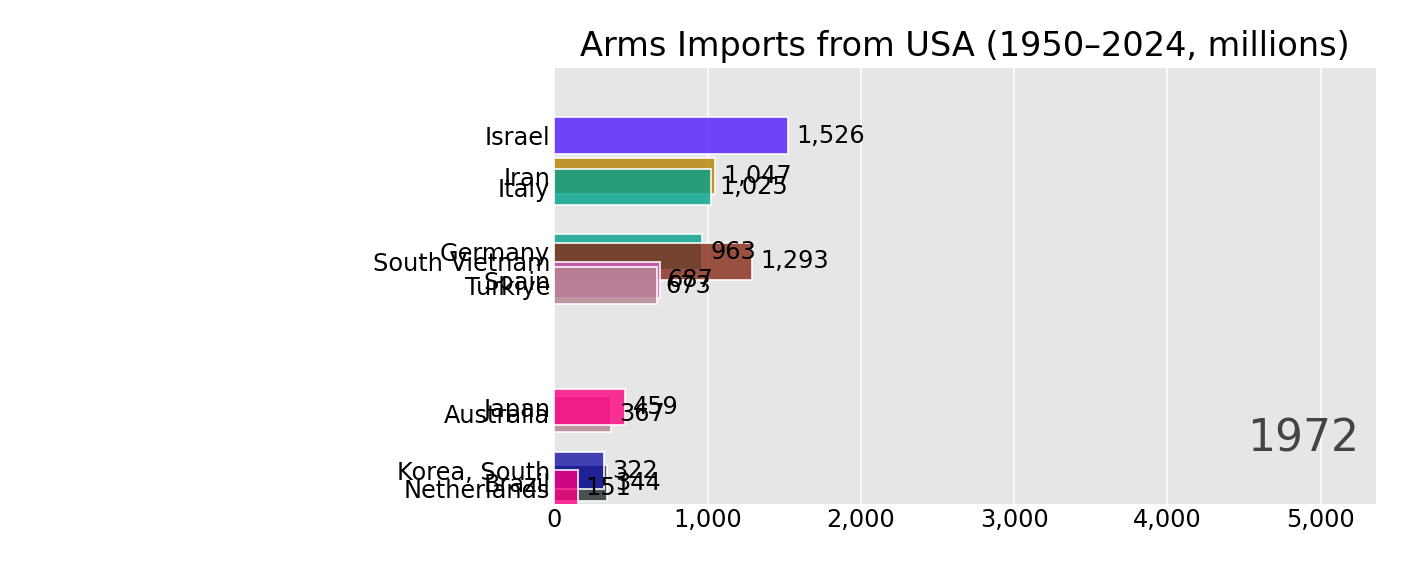 Arms Imports from USA (1950–2024, millions)
Israel 1,526
Iran 1,047
Italy 1,025
Germany 963
South Vietnam 1,293
Spain 687
Türkiye 673
Japan 459
Australia 367
1972
Korea, South 322
Brazil 344
Netherlands 151
0 1,000 2,000 3,000 4,000 5,000